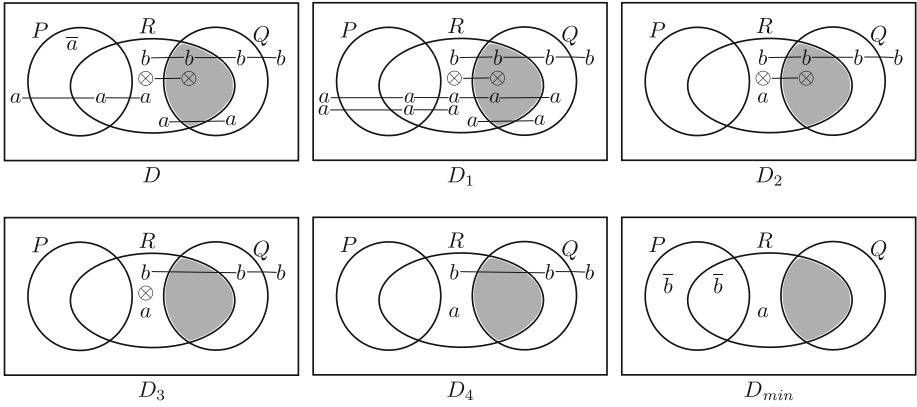 P R Q
a̅
b b b b
⊗ ⊗
a a a
a a
D
P R Q
b b b b
⊗ ⊗
a a a a a
a a a
a a
D₁
P R Q
b b b b
⊗ ⊗
a
D₂
P R Q
b b b
⊗
a
D₃
P R Q
b b b
a
D₄
P R Q
b̅ b̅
a
Dₘᵢₙ